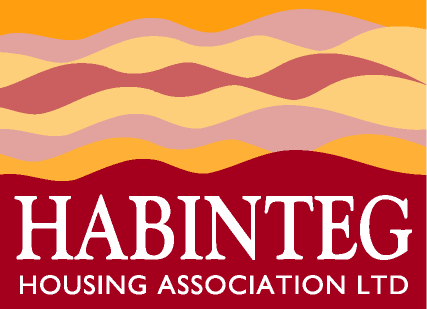 HABINTEG
HOUSING ASSOCIATION LTD